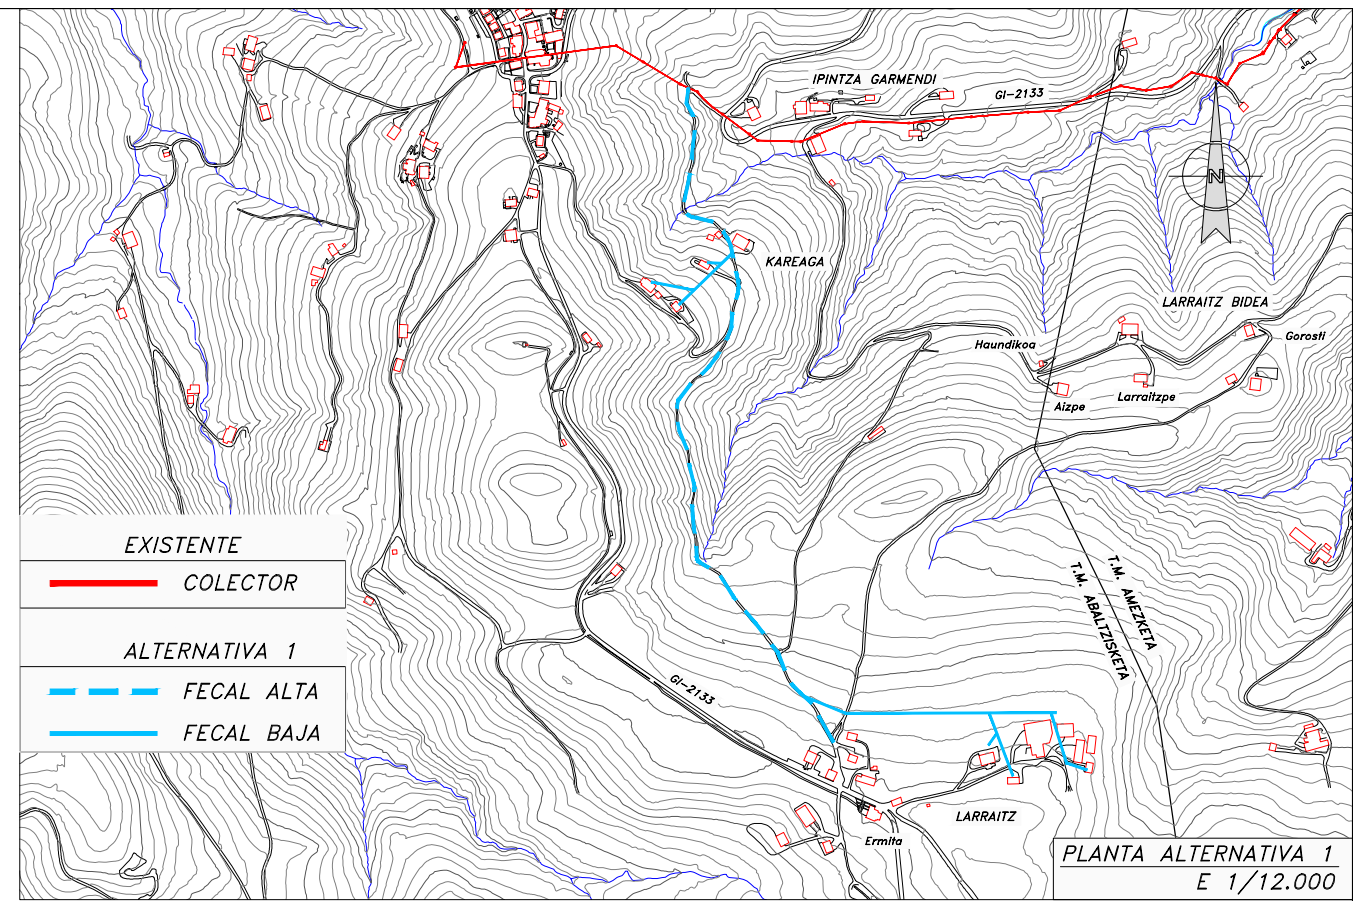 IPINTZA GARMENDI
GI-2133
N
KAREAGA
LARRAITZ BIDEA
Haundikoa
Gorosti
Aizpe
Larraitzpe
EXISTENTE
COLECTOR
ALTERNATIVA 1
FECAL ALTA
FECAL BAJA
T.M. AMEZKETA
T.M. ABALTZISKETA
GI-2133
LARRAITZ
Ermita
PLANTA ALTERNATIVA 1
E 1/12.000